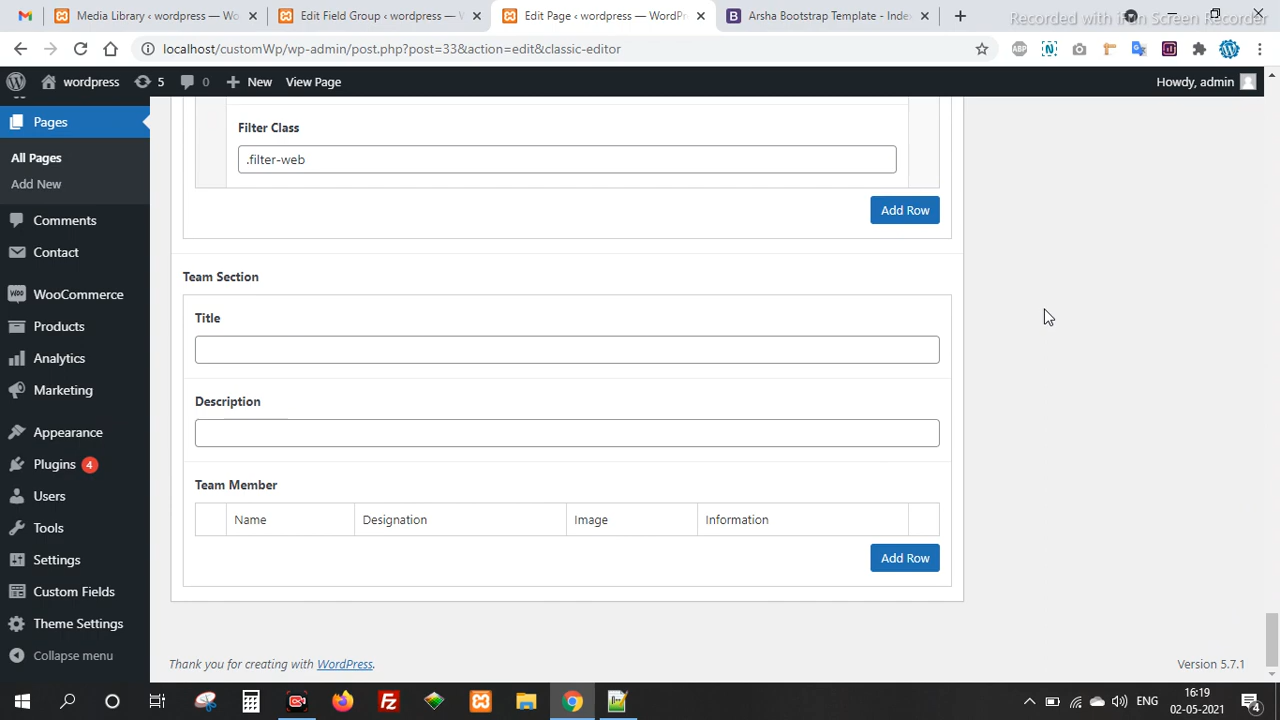 Media Library ‹ wordpress — Wo
Edit Field Group ‹ wordpress — W
Edit Page ‹ wordpress — WordPr
Arsha Bootstrap Template - Index
Recorded with iFun Screen Recorder
localhost/customWp/wp-admin/post.php?post=33&action=edit&classic-editor
wordpress
5
0
New
View Page
Howdy, admin
Pages
All Pages
Add New
Comments
Contact
WooCommerce
Products
Analytics
Marketing
Appearance
Plugins 4
Users
Tools
Settings
Custom Fields
Theme Settings
Collapse menu
Filter Class
.filter-web
Add Row
Team Section
Title
Description
Team Member
Name Designation Image Information
Add Row
Thank you for creating with WordPress.
Version 5.7.1
ENG
16:19
02-05-2021
4